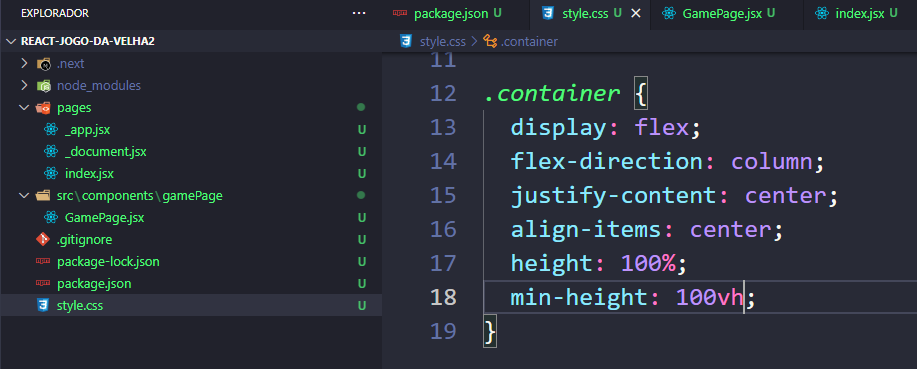 EXPLORADOR ...
REACT-JOGO-DA-VELHA2
.next
node_modules
pages
_app.jsx U
_document.jsx U
index.jsx U
src\components\gamePage
GamePage.jsx U
.gitignore U
package-lock.json U
package.json U
style.css U
package.json U
style.css U
GamePage.jsx U
index.jsx U
style.css > .container
11
12 .container {
13 display: flex;
14 flex-direction: column;
15 justify-content: center;
16 align-items: center;
17 height: 100%;
18 min-height: 100vh;
19 }